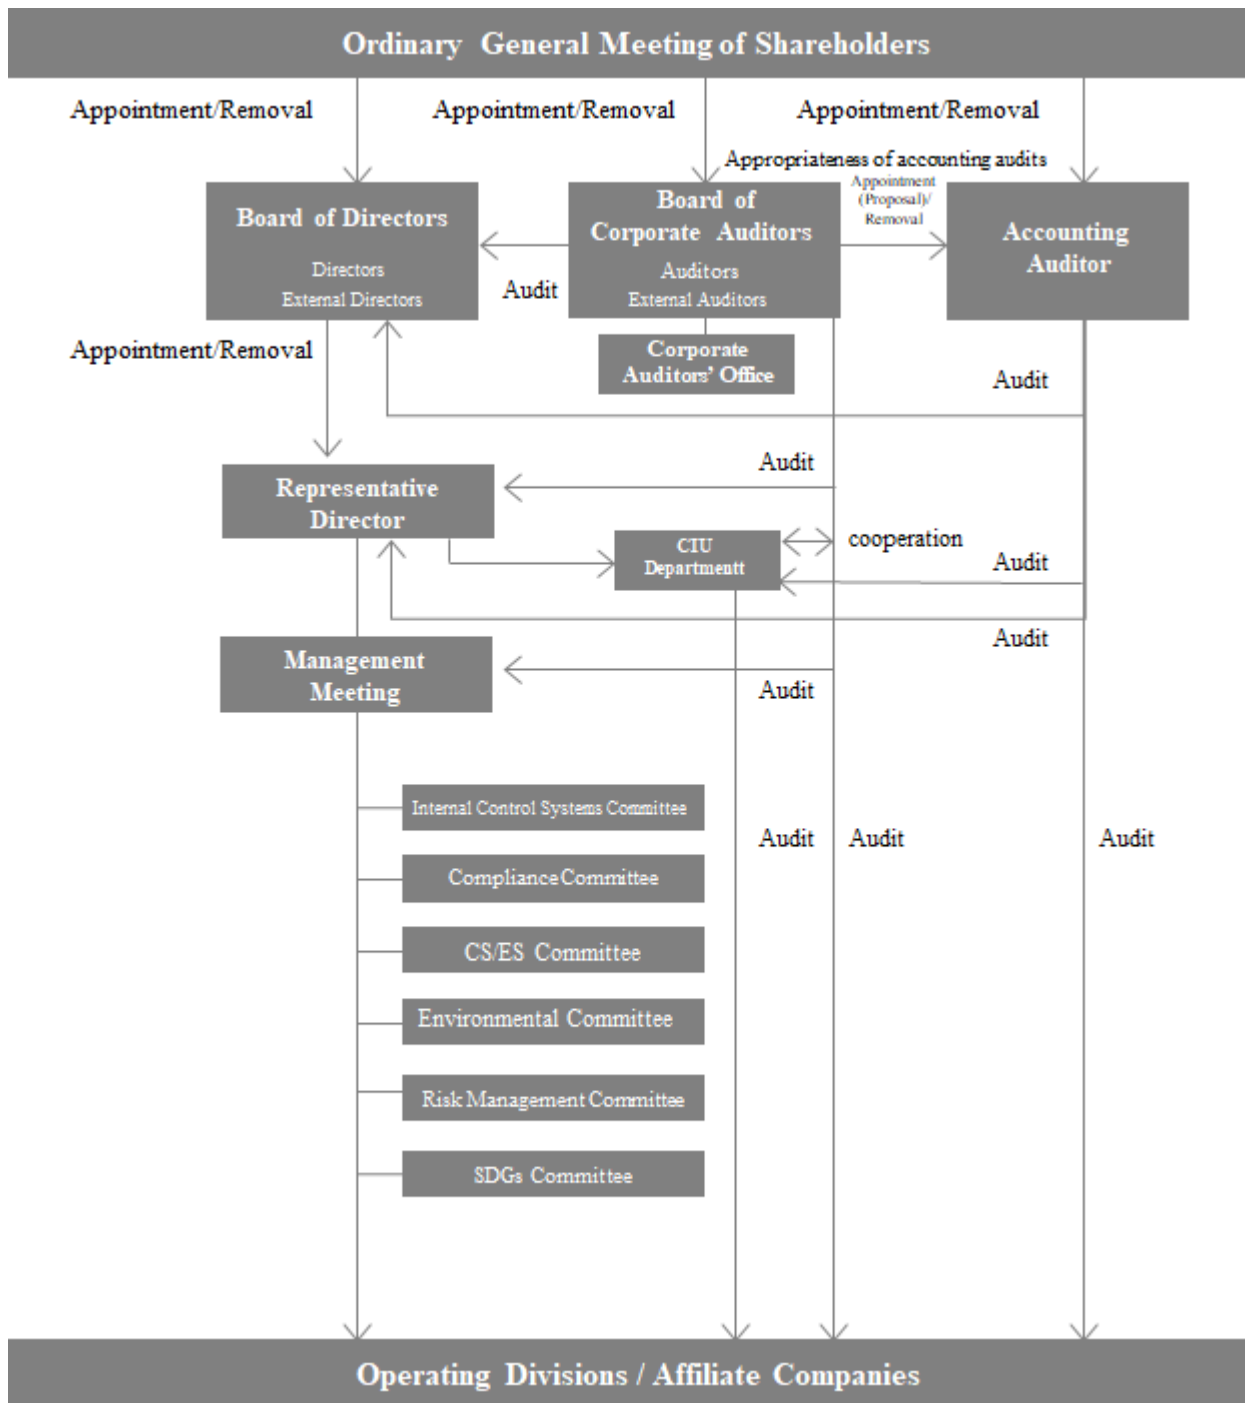 Ordinary General Meeting of Shareholders
Appointment/Removal
Appointment/Removal
Appointment/Removal
Appropriateness of accounting audits
Appointment
(Proposal)/
Removal
Board of Directors
Directors
External Directors
Board of
Corporate Auditors
Auditors
External Auditors
Accounting
Auditor
Audit
Corporate
Auditors' Office
Appointment/Removal
Audit
Audit
Representative
Director
CIU
Departmentt
cooperation
Audit
Audit
Management
Meeting
Audit
Internal Control Systems Committee
Audit
Audit
Audit
Compliance Committee
CS/ES Committee
Environmental Committee
Risk Management Committee
SDGs Committee
Operating Divisions / Affiliate Companies